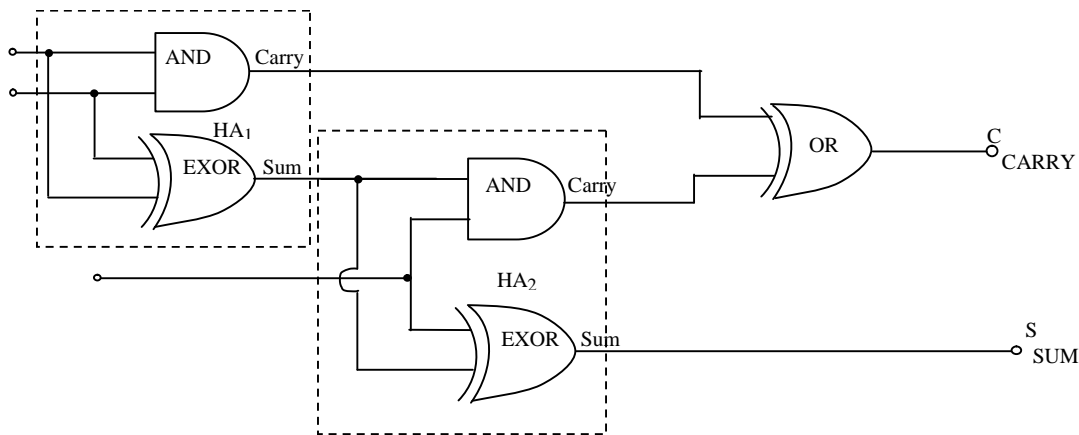 AND
Carry
HA₁
EXOR
Sum
AND
Carry
HA₂
EXOR
Sum
OR
C
CARRY
S
SUM